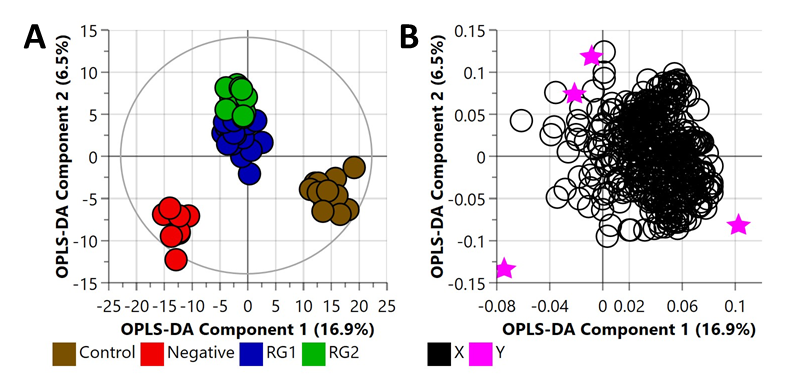 A
OPLS-DA Component 2 (6.5%)
15
10
5
0
-5
-10
-15
-25 -20 -15 -10 -5 0 5 10 15 20 25
OPLS-DA Component 1 (16.9%)
Control Negative RG1 RG2
B
OPLS-DA Component 2 (6.5%)
0.15
0.1
0.05
0
-0.05
-0.1
-0.15
-0.08 -0.04 0 0.02 0.06 0.1
OPLS-DA Component 1 (16.9%)
X Y